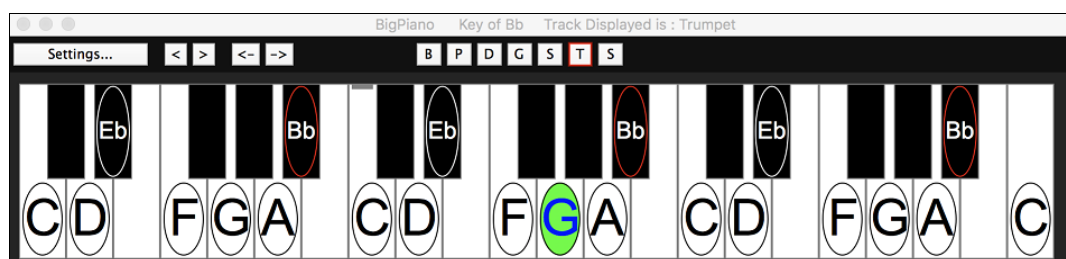 BigPiano Key of Bb Track Displayed is : Trumpet
Settings... < > <- -> B P D G S T S
Eb Bb Eb Bb Eb Bb
C D F G A C D F G A C D F G A C